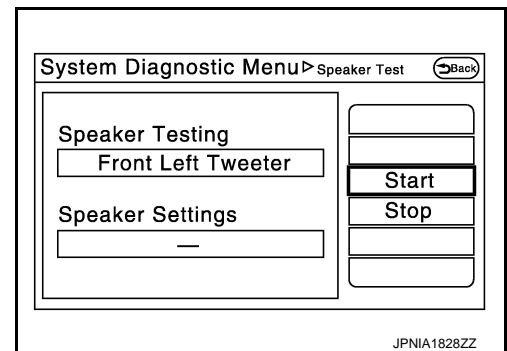 System Diagnostic Menu▷Speaker Test
Back
Speaker Testing
Front Left Tweeter
Speaker Settings
—
Start
Stop
JPNIA1828ZZ